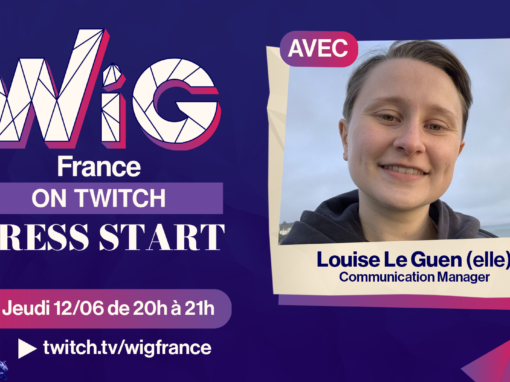 WiG
France
ON TWITCH
RESS START
Jeudi 12/06 de 20h à 21h
twitch.tv/wigfrance
AVEC
Louise Le Guen (elle)
Communication Manager